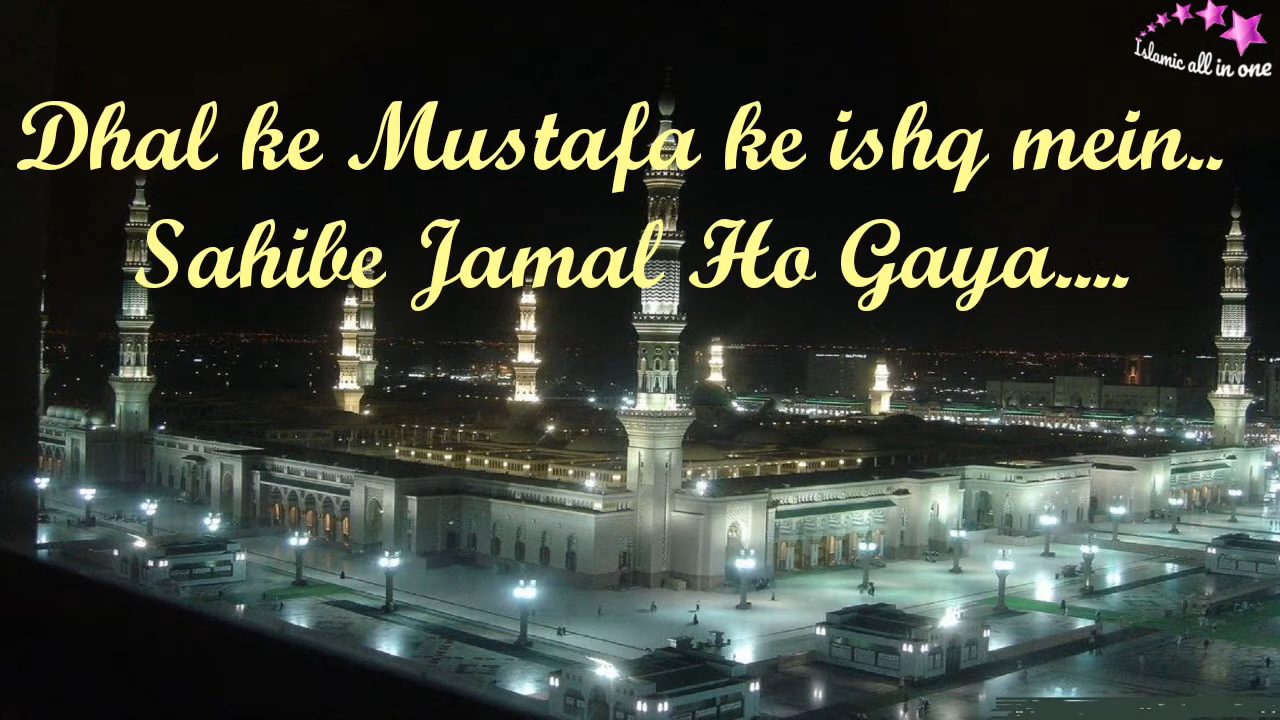 Islamic all in one
Dhal ke Mustafa ke ishq mein..
Sahibe Jamal Ho Gaya....